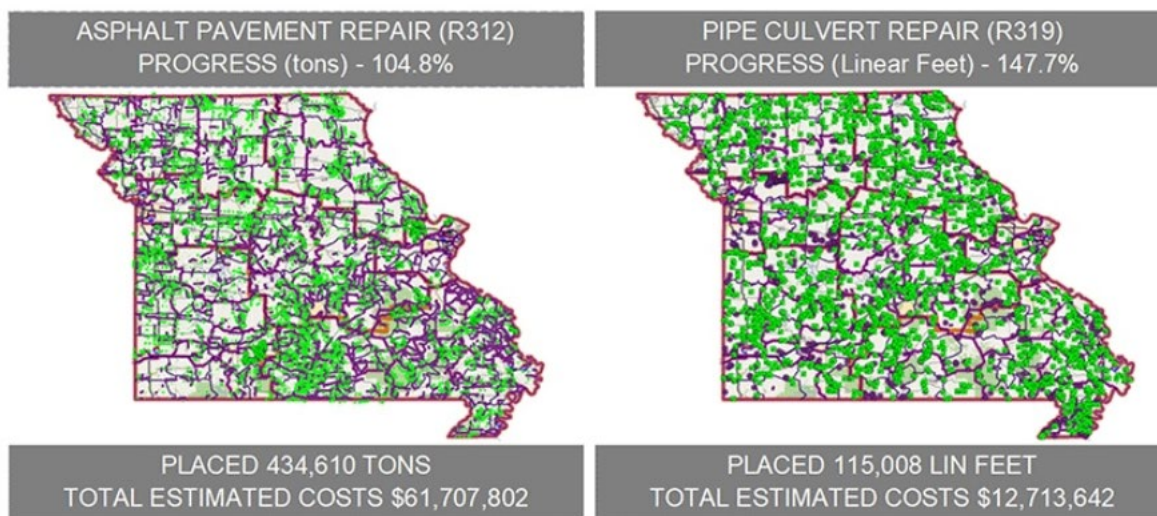 ASPHALT PAVEMENT REPAIR (R312)
PROGRESS (tons) - 104.8%
PIPE CULVERT REPAIR (R319)
PROGRESS (Linear Feet) - 147.7%
PLACED 434,610 TONS
TOTAL ESTIMATED COSTS $61,707,802
PLACED 115,008 LIN FEET
TOTAL ESTIMATED COSTS $12,713,642